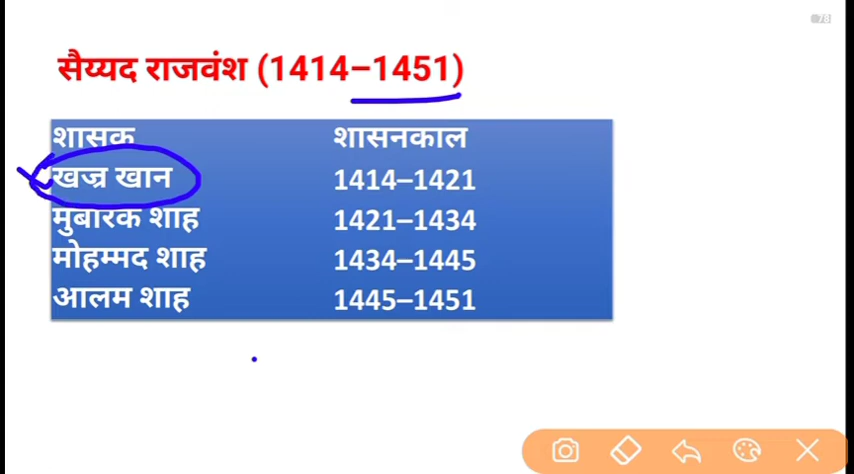 78
सैय्यद राजवंश (1414–1451)
शासक शासनकाल
खज्र खान 1414–1421
मुबारक शाह 1421–1434
मोहम्मद शाह 1434–1445
आलम शाह 1445–1451